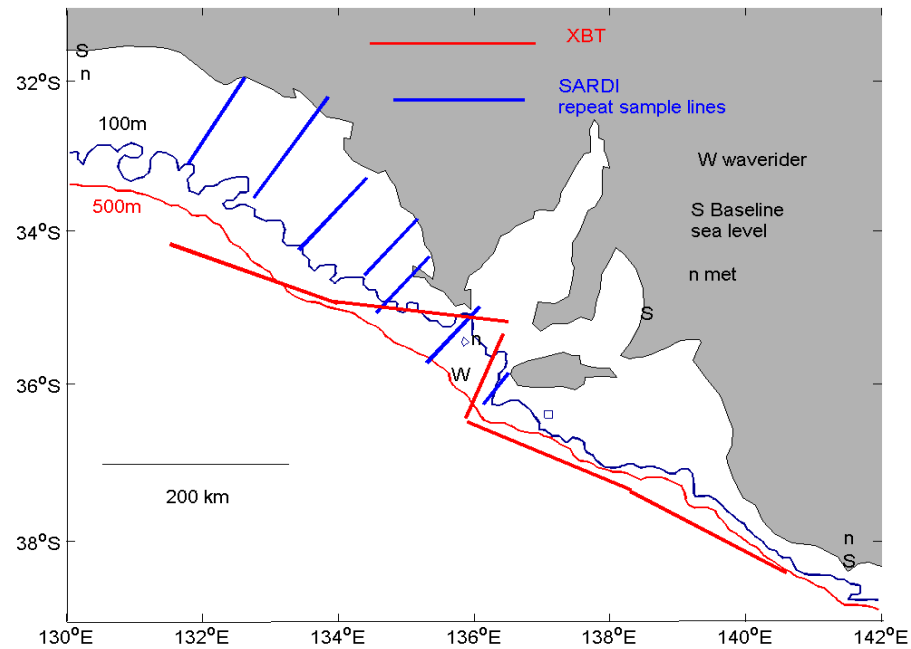 XBT
S
n
32°S
SARDI
repeat sample lines
100m
W waverider
500m
S Baseline
sea level
34°S
n met
S
n
W
36°S
200 km
n
S
38°S
130°E
132°E
134°E
136°E
138°E
140°E
142°E